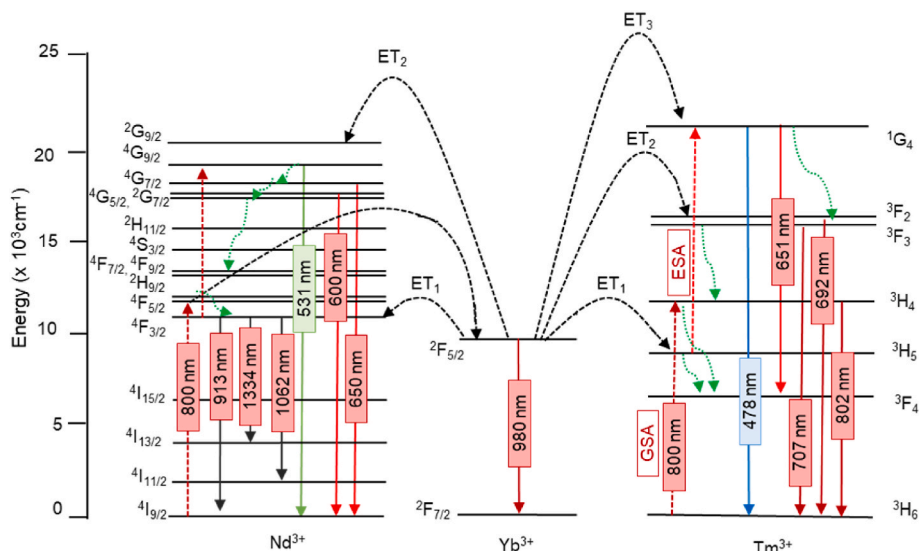 ET₃
25
ET₂
²G₉/₂
20
⁴G₉/₂
⁴G₇/₂
⁴G₅/₂, ²G₇/₂
²H₁₁/₂
15
⁴S₃/₂
⁴F₇/₂, ⁴F₉/₂
²H₉/₂
⁴F₅/₂
10
⁴F₃/₂
5
⁴I₁₅/₂
⁴I₁₃/₂
⁴I₁₁/₂
0
⁴I₉/₂
Energy (x 10³cm⁻¹)
800 nm
913 nm
1334 nm
1062 nm
531 nm
600 nm
650 nm
Nd³⁺
ET₁
²F₅/₂
980 nm
²F₇/₂
Yb³⁺
ET₂
ET₁
ESA
GSA
800 nm
478 nm
651 nm
707 nm
692 nm
802 nm
¹G₄
³F₂
³F₃
³H₄
³H₅
³F₄
³H₆
Tm³⁺